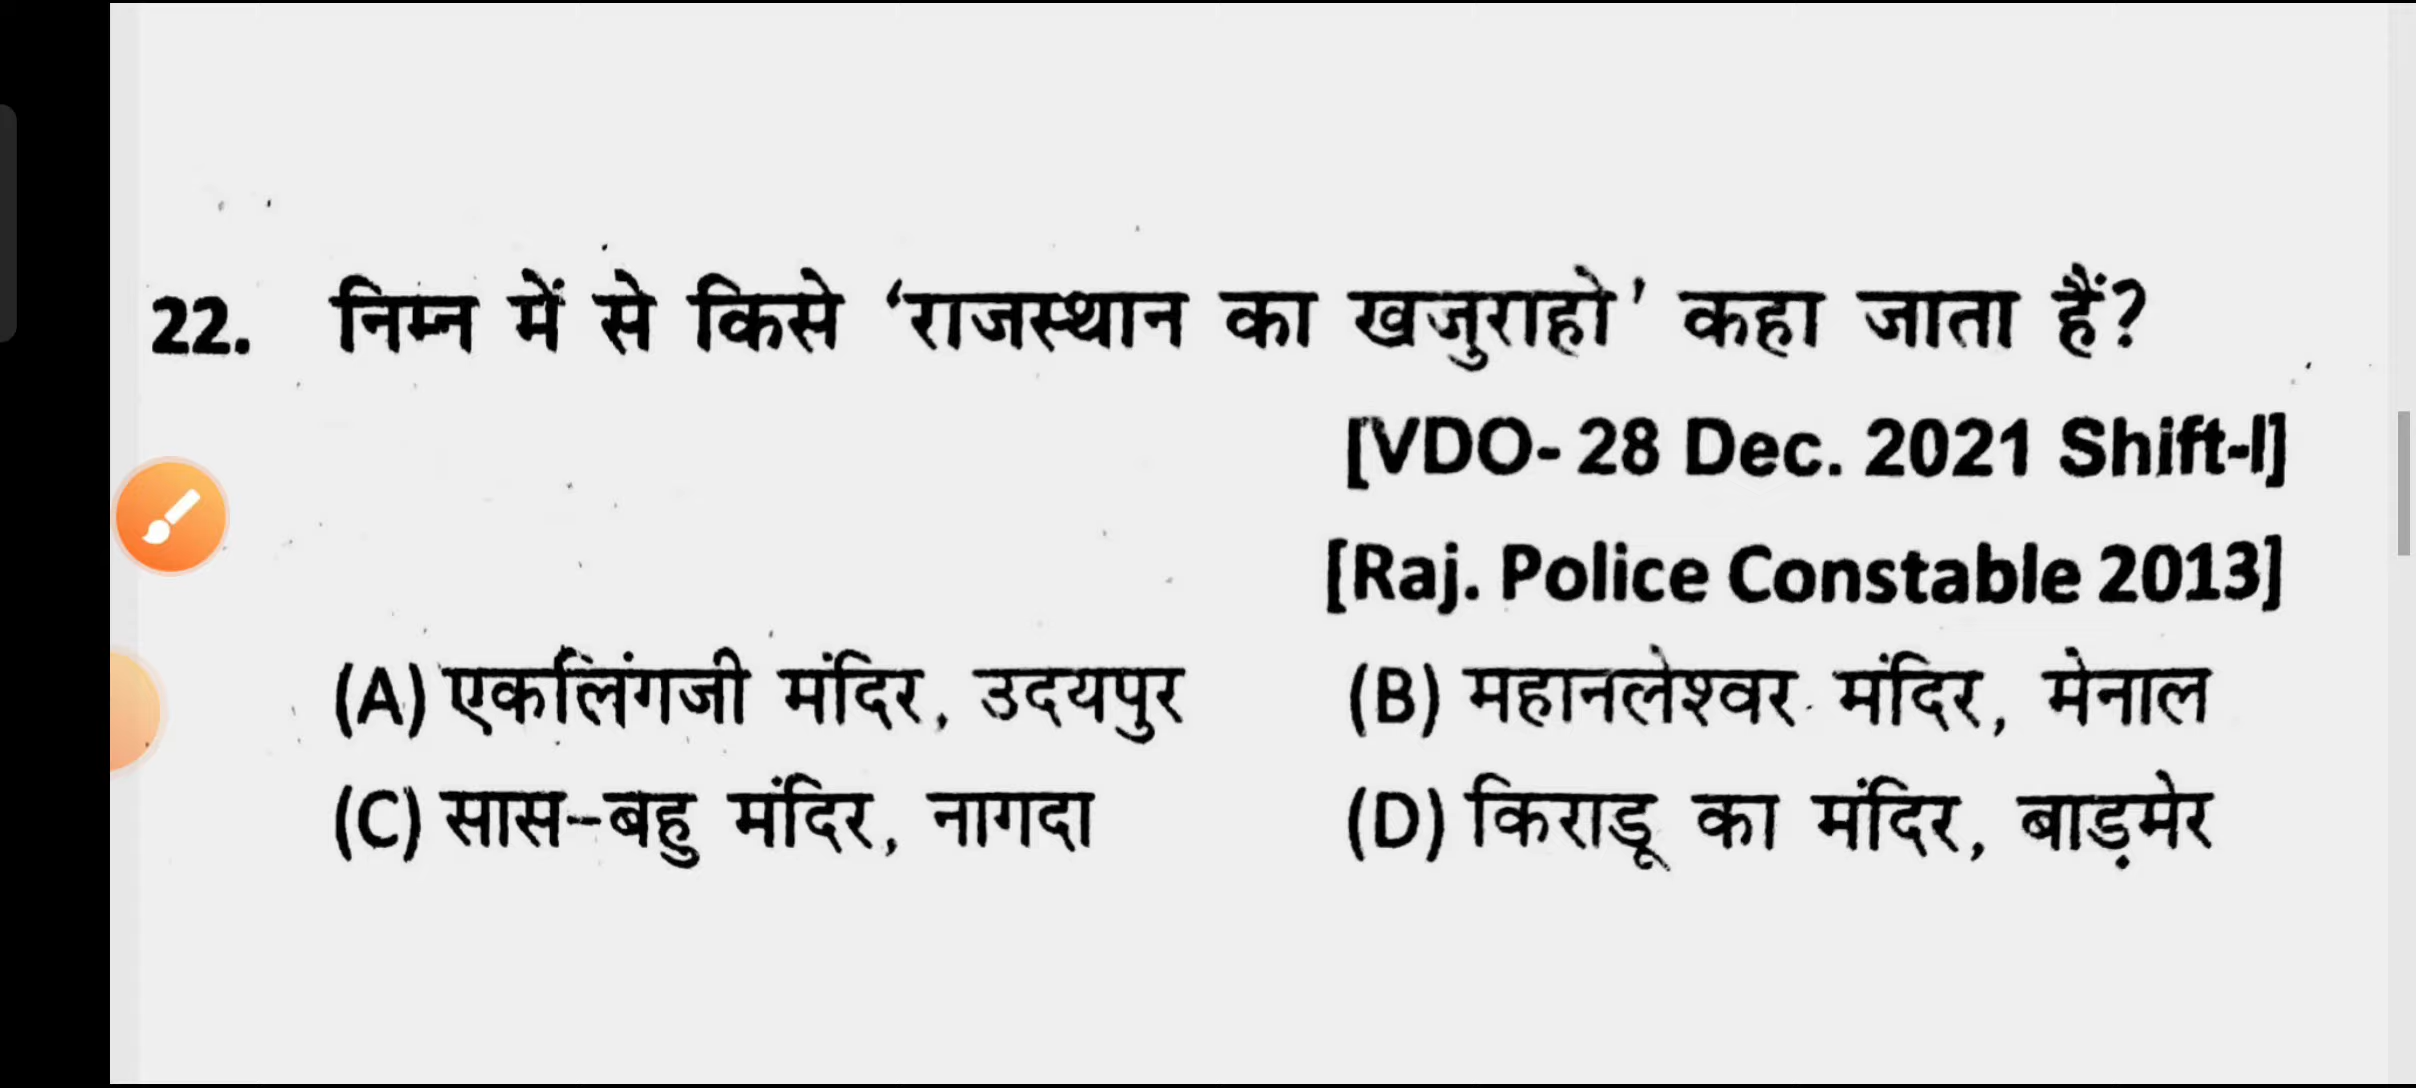 22. निम्न में से किसे ‘राजस्थान का खजुराहो’ कहा जाता हैं?
[VDO- 28 Dec. 2021 Shift-I]
[Raj. Police Constable 2013]
(A) एकलिंगजी मंदिर, उदयपुर (B) महानलेश्वर मंदिर, मेनाल
(C) सास-बहु मंदिर, नागदा (D) किराडू का मंदिर, बाड़मेर